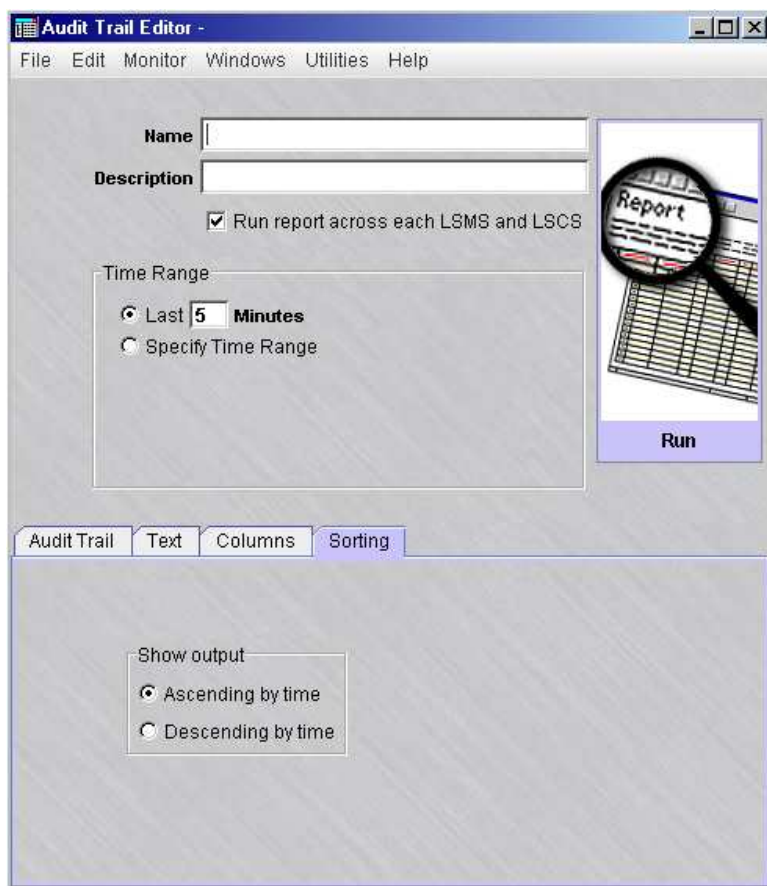 Audit Trail Editor -
File Edit Monitor Windows Utilities Help
Name
Description
Run report across each LSMS and LSCS
Time Range
Last 5 Minutes
Specify Time Range
Report
Run
Audit Trail Text Columns Sorting
Show output
Ascending by time
Descending by time